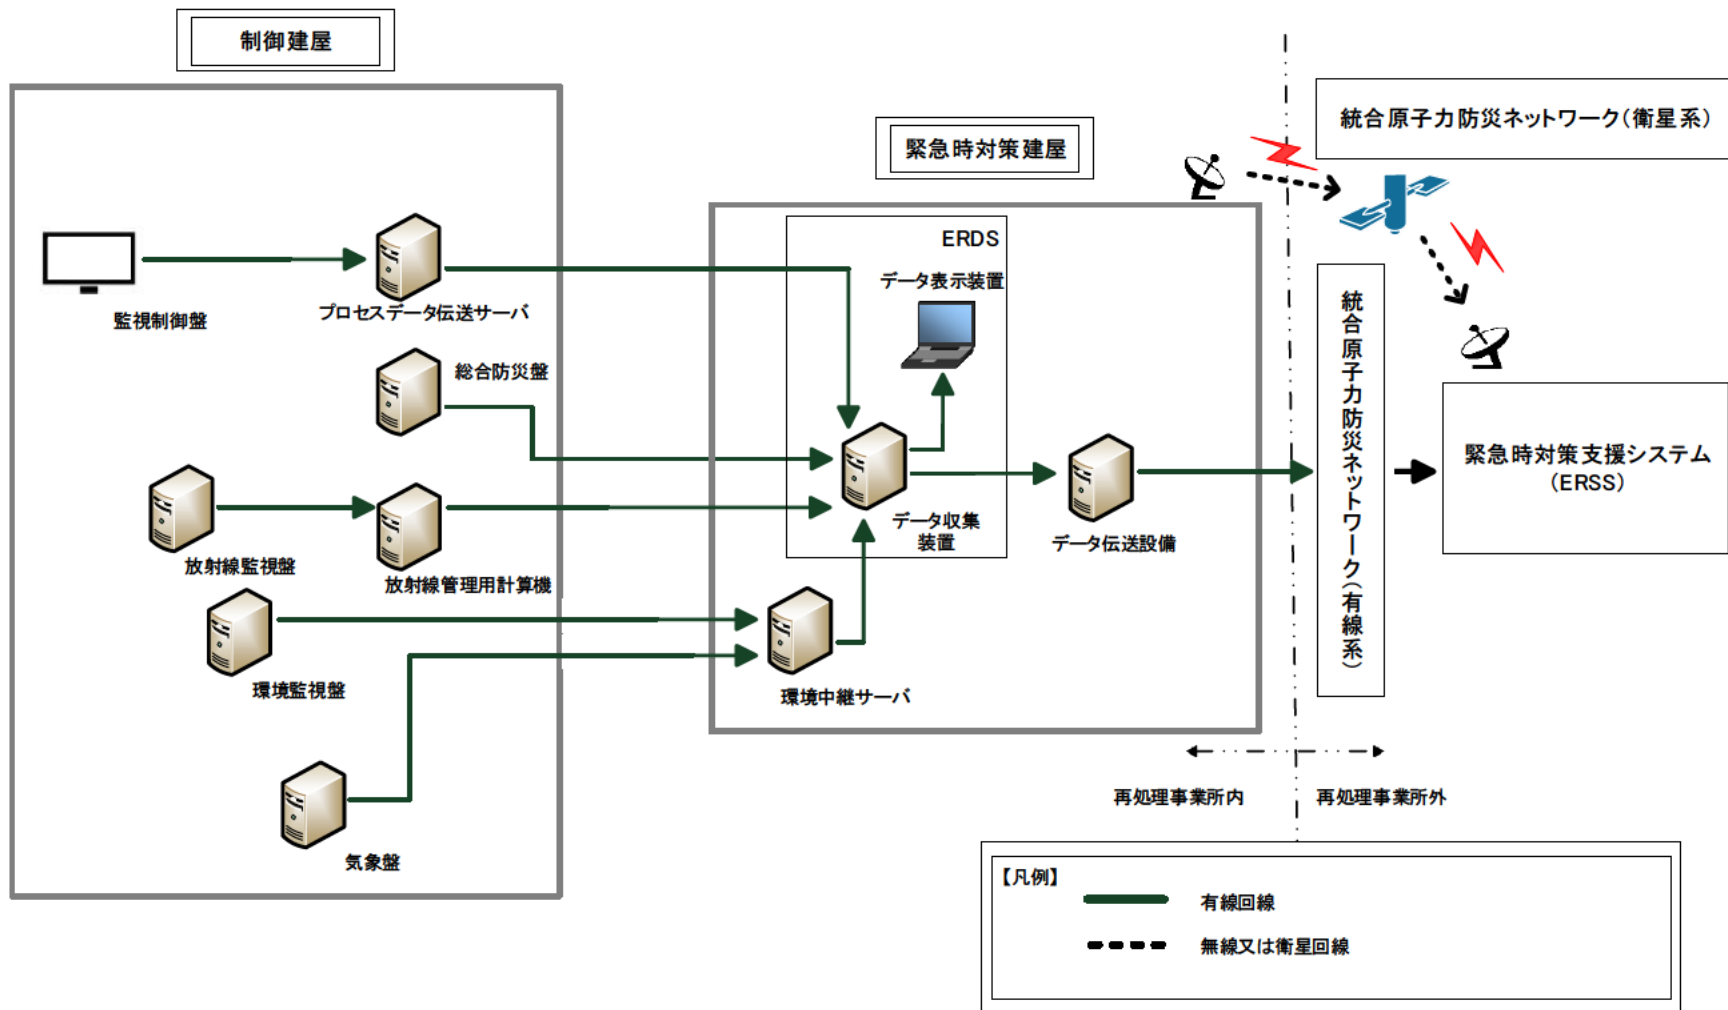 制御建屋
統合原子力防災ネットワーク(衛星系)
緊急時対策建屋
ERDS
データ表示装置
監視制御盤
プロセスデータ伝送サーバ
総合防災盤
統合原子力防災ネットワーク(有線系)
緊急時対策支援システム
(ERSS)
データ収集
装置
データ伝送設備
放射線監視盤
放射線管理用計算機
環境監視盤
環境中継サーバ
再処理事業所内
再処理事業所外
気象盤
【凡例】
有線回線
無線又は衛星回線